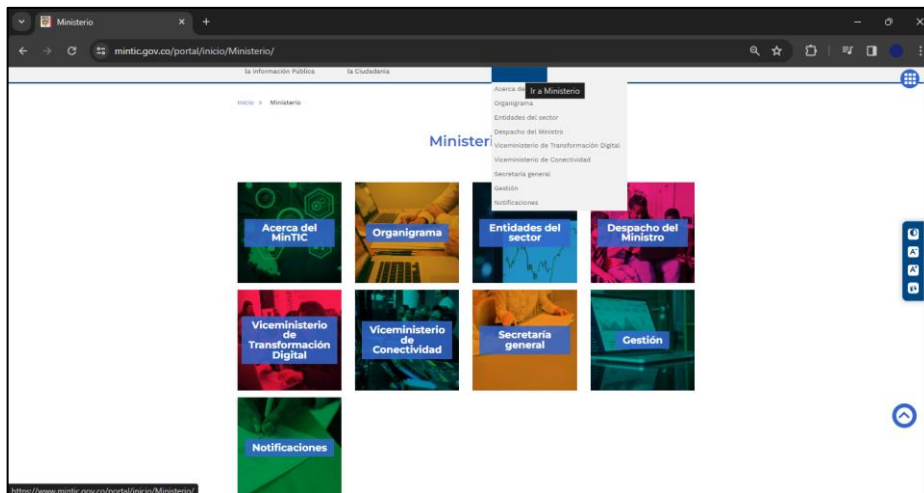 Ministerio
mintic.gov.co/portal/inicio/Ministerio/
la información Pública
la Ciudadanía
Acerca de
Ir a Ministerio
Organigrama
Entidades del sector
Despacho del Ministro
Viceministerio de Transformación Digital
Viceministerio de Conectividad
Secretaría general
Gestión
Notificaciones
Inicio > Ministerio
Ministeri
Acerca del
MinTIC
Organigrama
Entidades del
sector
Despacho del
Ministro
Viceministerio
de
Transformación
Digital
Viceministerio
de
Conectividad
Secretaría
general
Gestión
Notificaciones
https://www.mintic.gov.co/portal/inicio/Ministerio/